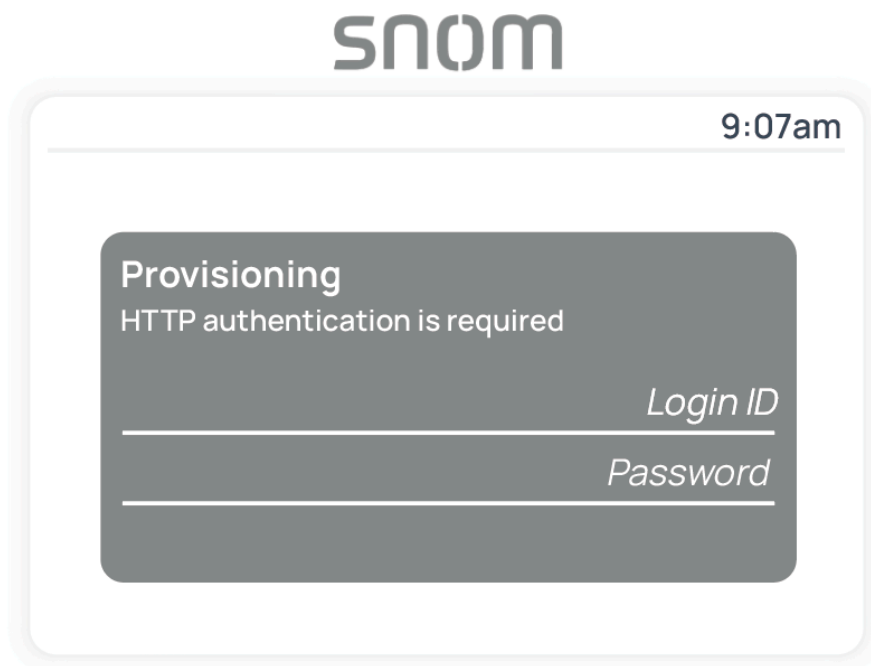 snom
9:07am
Provisioning
HTTP authentication is required
Login ID
Password